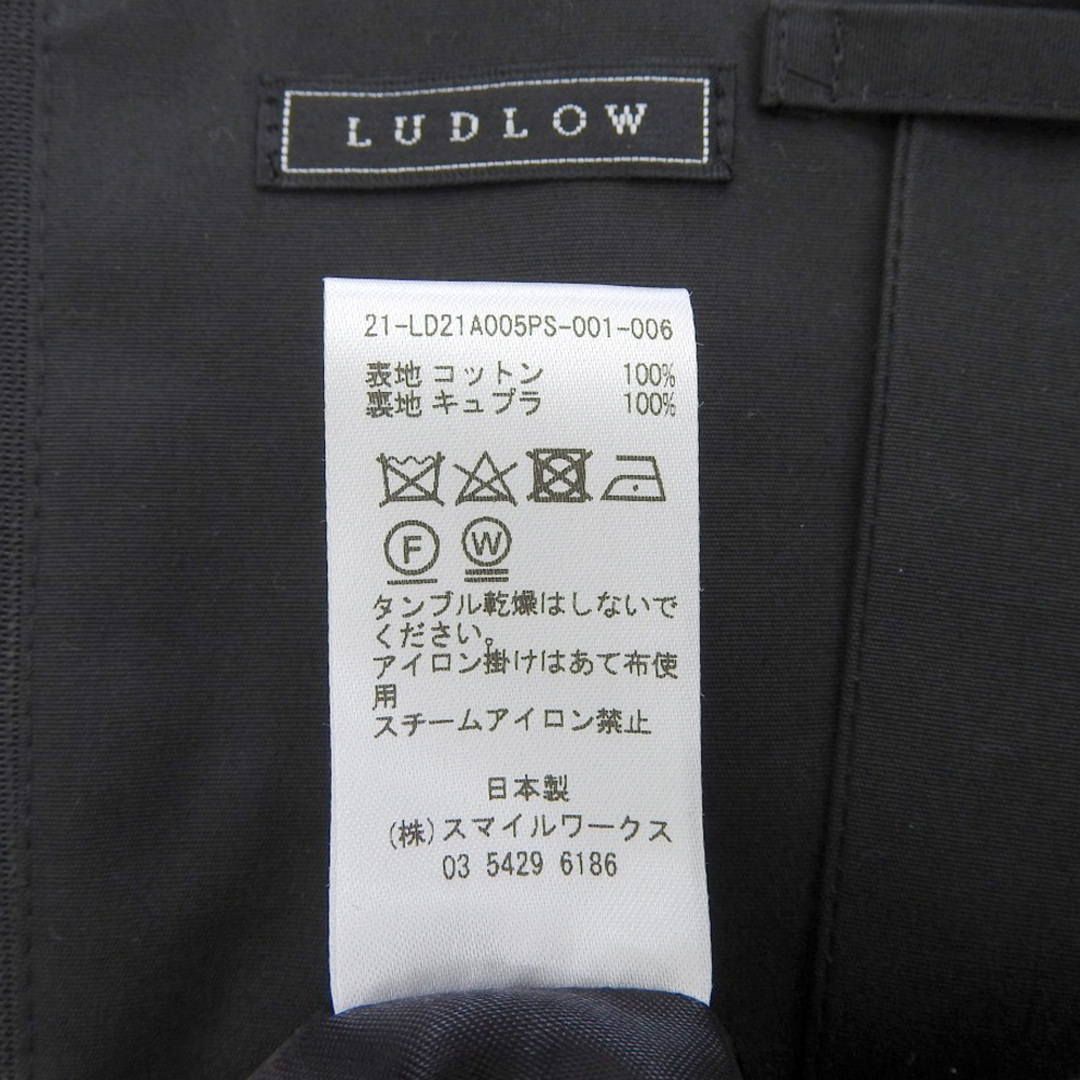 LUDLOW
21-LD21A005PS-001-006
表地 コットン 100%
裏地 キュプラ 100%
F W
タンブル乾燥はしないで
ください。
アイロン掛けはあて布使
用
スチームアイロン禁止
日本製
(株)スマイルワークス
03 5429 6186